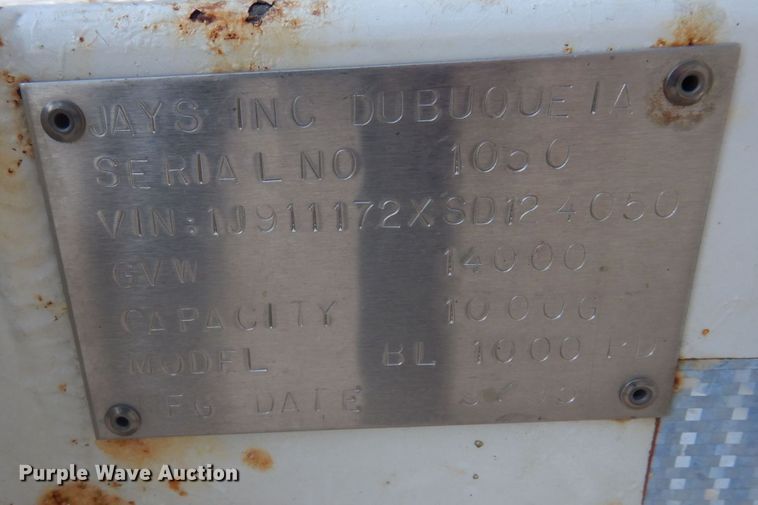 JAYS INC DUBUQUE IA
SERIAL NO 1050
VIN: 1J911172XSD124050
GVW 14000
CAPACITY 1000G
MODEL BL 1000
DATE
Purple Wave Auction